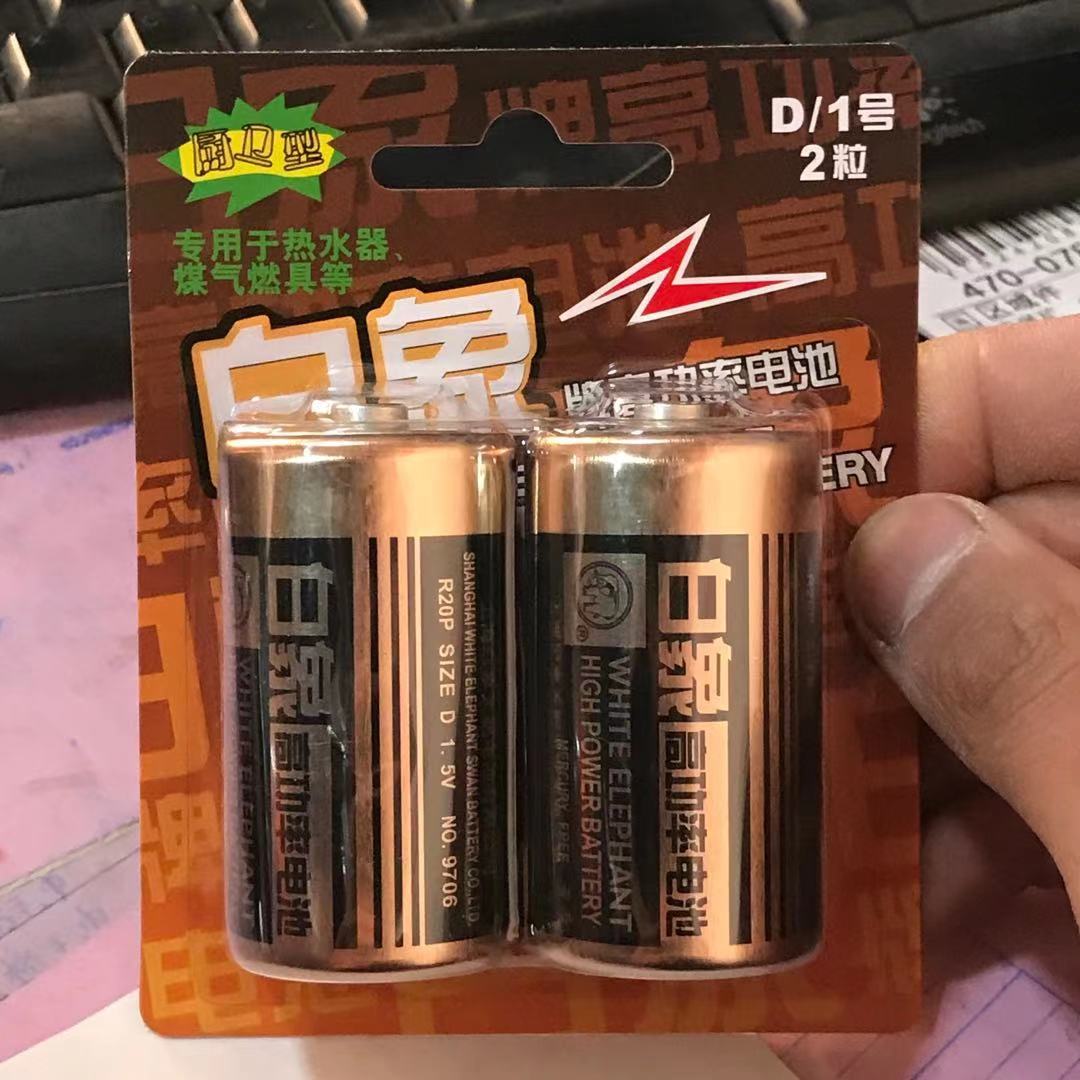 厨卫型
D/1号
2粒
专用于热水器、
煤气燃具等
白象
牌高功率电池
ERY
白象
高功率电池
WHITE ELEPHANT
SHANGHAI WHITE ELEPHANT SWAN BATTERY CO.,LTD.
R20P SIZE D 1.5V NO.9706
白象
高功率电池
WHITE ELEPHANT
HIGH POWER BATTERY
MERCURY FREE
®
470-079